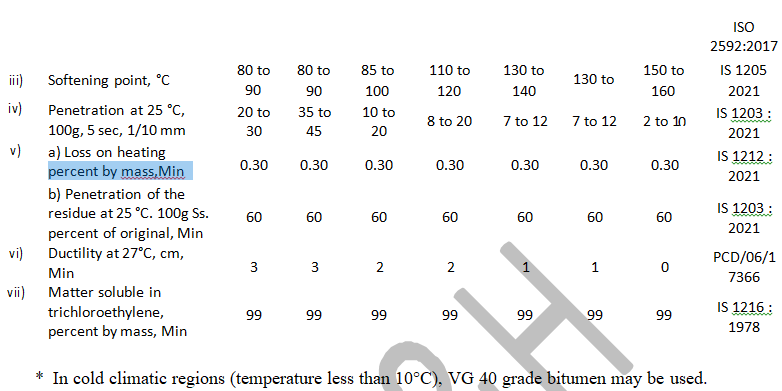 ISO
2592:2017
iii) Softening point, °C 80 to 90 80 to 90 85 to 100 110 to 120 130 to 140 130 to 150 to 160 IS 1205 2021
iv) Penetration at 25 °C, 100g, 5 sec, 1/10 mm 20 to 30 35 to 45 10 to 20 8 to 20 7 to 12 7 to 12 2 to 10 IS 1203 : 2021
v) a) Loss on heating percent by mass,Min 0.30 0.30 0.30 0.30 0.30 0.30 0.30 IS 1212 : 2021
b) Penetration of the residue at 25 °C. 100g Ss. percent of original, Min 60 60 60 60 60 60 60 IS 1203 : 2021
vi) Ductility at 27°C, cm, Min 3 3 2 2 1 1 0 PCD/06/1 7366
vii) Matter soluble in trichloroethylene, percent by mass, Min 99 99 99 99 99 99 99 IS 1216 : 1978
* In cold climatic regions (temperature less than 10°C), VG 40 grade bitumen may be used.